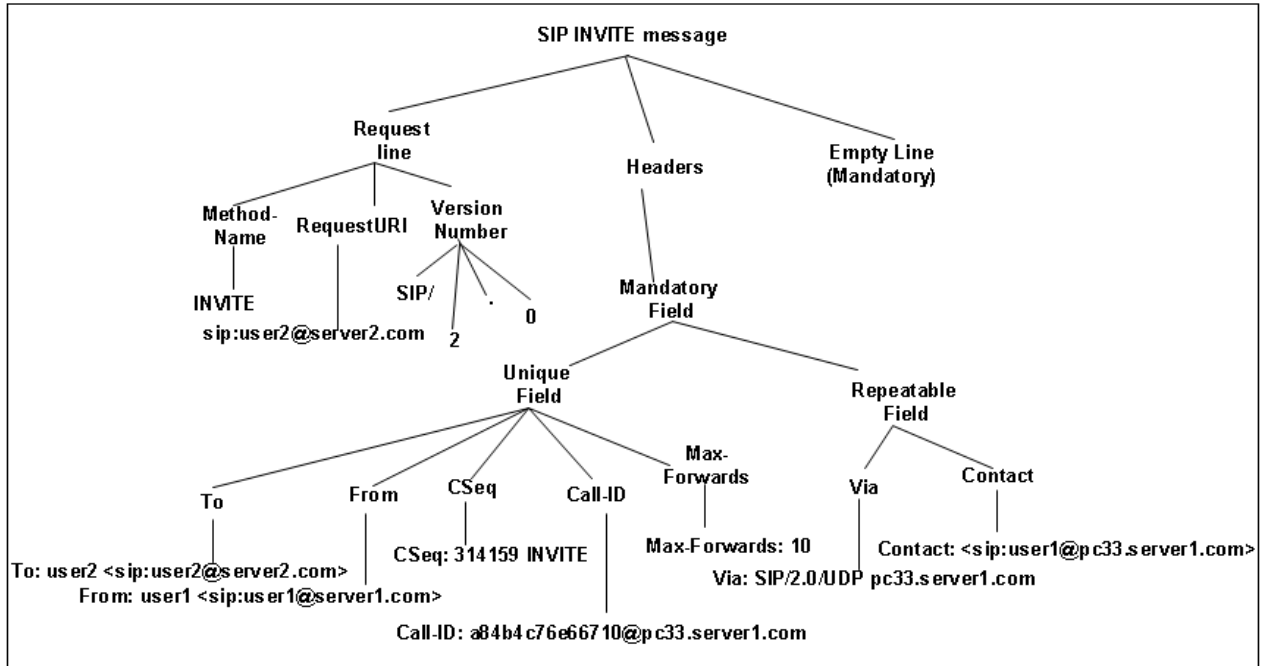 SIP INVITE message
Request
line
Headers
Empty Line
(Mandatory)
Method-
Name
RequestURI
Version
Number
INVITE
sip:user2@server2.com
SIP/
2
.
0
Mandatory
Field
Unique
Field
Repeatable
Field
To
From
CSeq
Call-ID
Max-
Forwards
Via
Contact
To: user2 <sip:user2@server2.com>
From: user1 <sip:user1@server1.com>
CSeq: 314159 INVITE
Call-ID: a84b4c76e66710@pc33.server1.com
Max-Forwards: 10
Via: SIP/2.0/UDP pc33.server1.com
Contact: <sip:user1@pc33.server1.com>